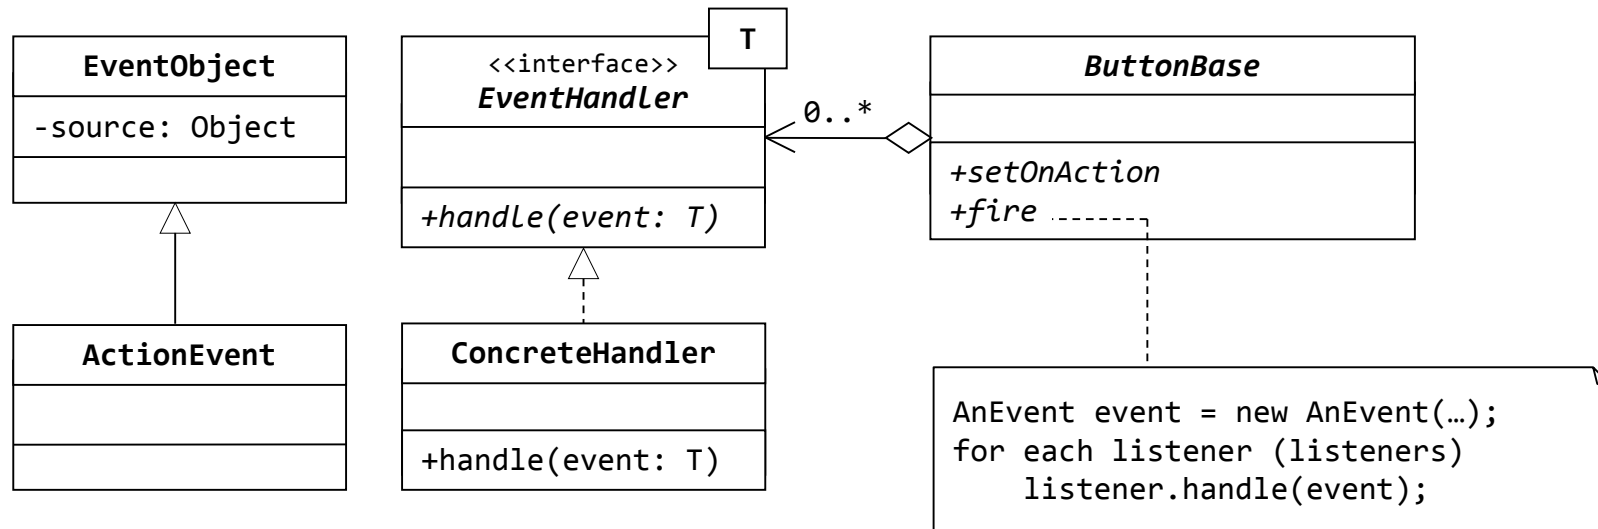 EventObject
-source: Object
ActionEvent
T
<<interface>>
EventHandler
+handle(event: T)
ConcreteHandler
+handle(event: T)
0..*
ButtonBase
+setOnAction
+fire
AnEvent event = new AnEvent(…);
for each listener (listeners)
listener.handle(event);